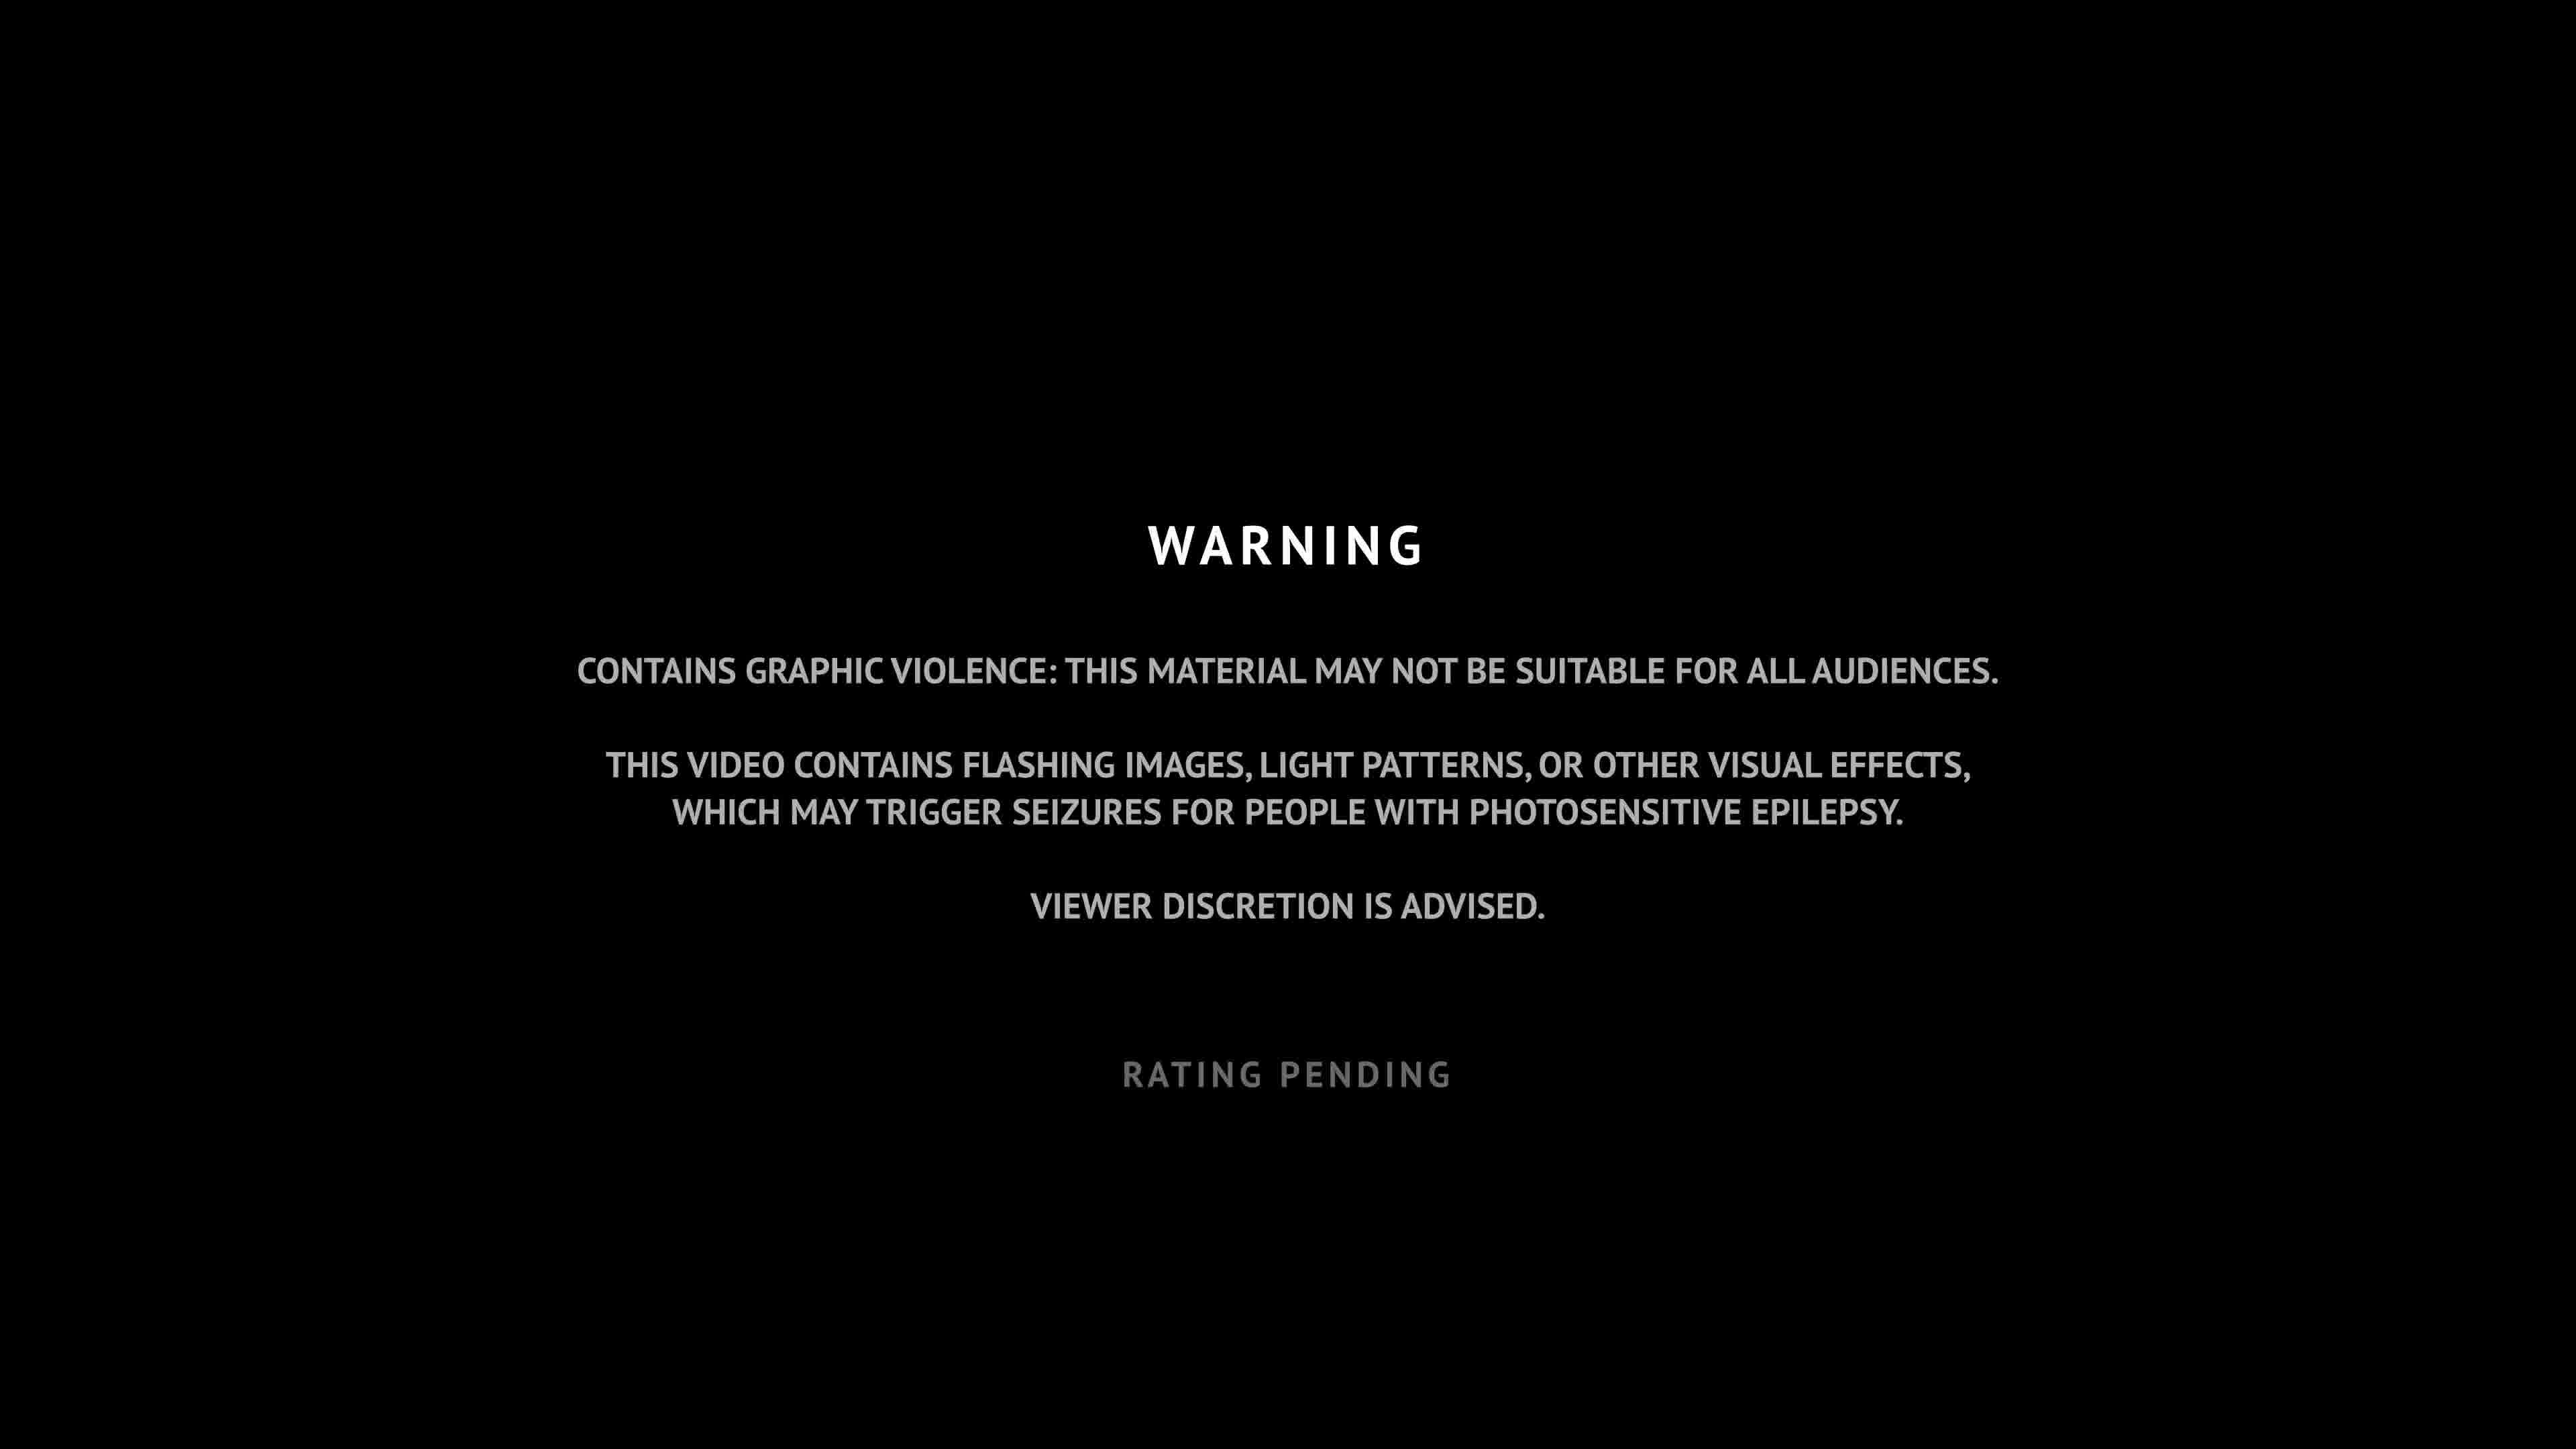 WARNING
CONTAINS GRAPHIC VIOLENCE: THIS MATERIAL MAY NOT BE SUITABLE FOR ALL AUDIENCES.
THIS VIDEO CONTAINS FLASHING IMAGES, LIGHT PATTERNS, OR OTHER VISUAL EFFECTS,
WHICH MAY TRIGGER SEIZURES FOR PEOPLE WITH PHOTOSENSITIVE EPILEPSY.
VIEWER DISCRETION IS ADVISED.
RATING PENDING